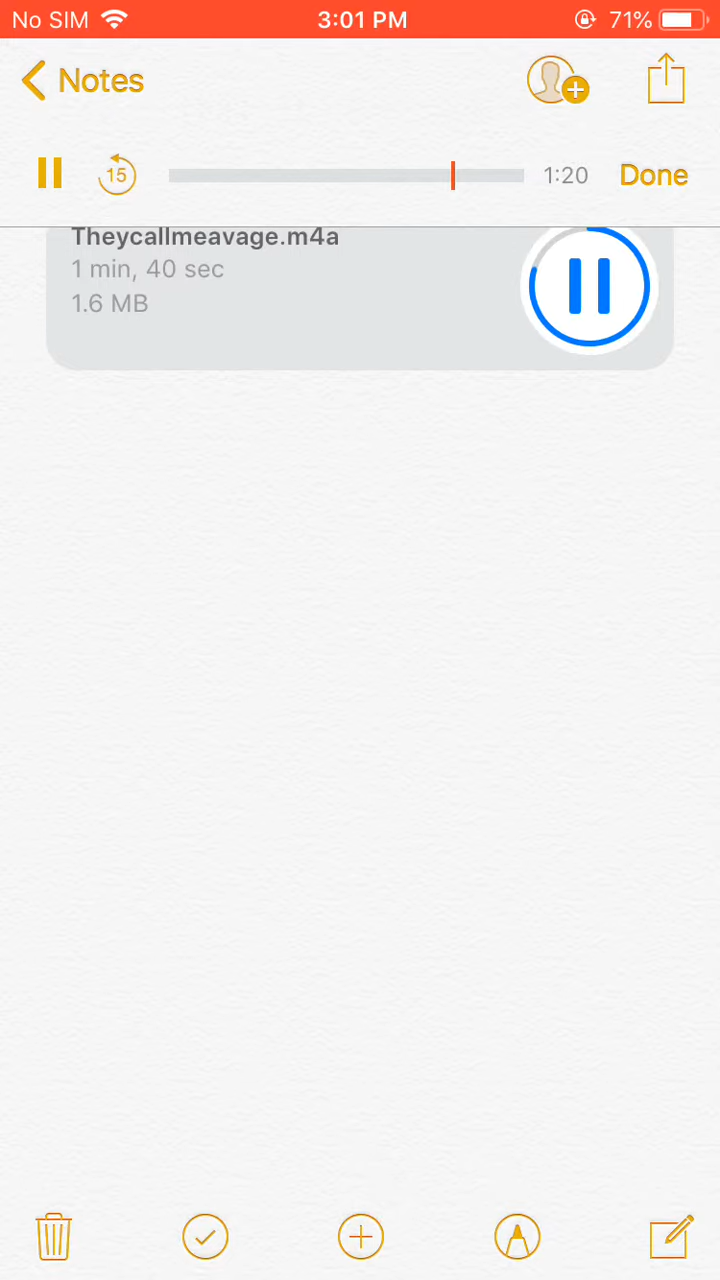 No SIM 3:01 PM 71%
Notes
15 1:20 Done
Theycallmeavage.m4a
1 min, 40 sec
1.6 MB